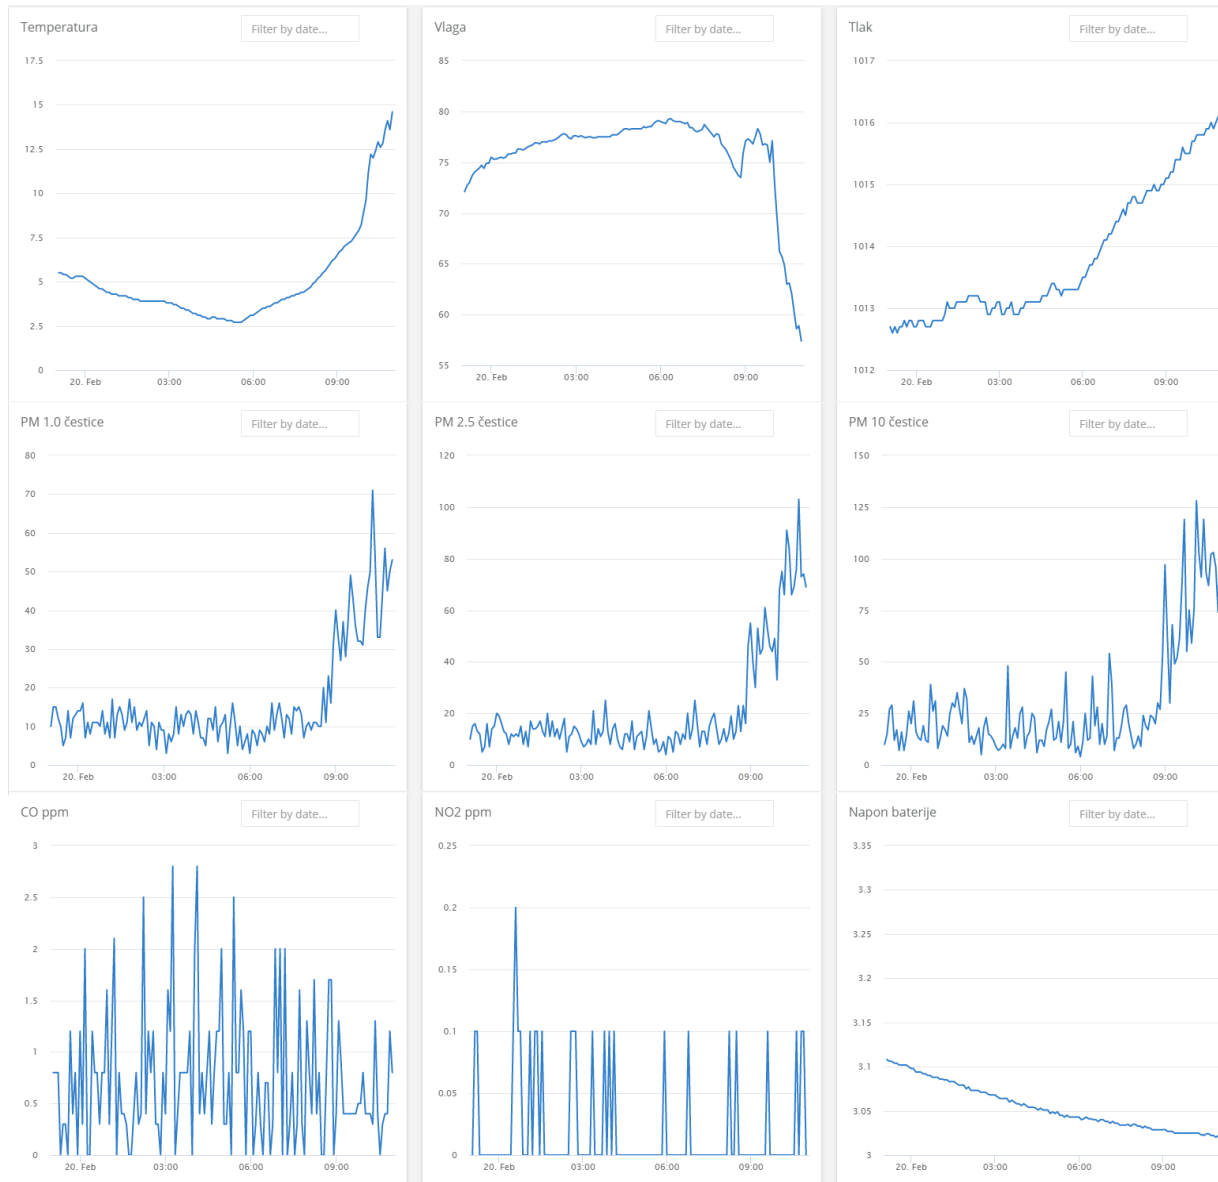 Temperatura
Filter by date...
17.5
15
12.5
10
7.5
5
2.5
0
20. Feb 03:00 06:00 09:00
Vlaga
Filter by date...
85
80
75
70
65
60
55
20. Feb 03:00 06:00 09:00
Tlak
Filter by date...
1017
1016
1015
1014
1013
1012
20. Feb 03:00 06:00 09:00
PM 1.0 čestice
Filter by date...
80
70
60
50
40
30
20
10
0
20. Feb 03:00 06:00 09:00
PM 2.5 čestice
Filter by date...
120
100
80
60
40
20
0
20. Feb 03:00 06:00 09:00
PM 10 čestice
Filter by date...
150
125
100
75
50
25
0
20. Feb 03:00 06:00 09:00
CO ppm
Filter by date...
3
2.5
2
1.5
1
0.5
0
20. Feb 03:00 06:00 09:00
NO2 ppm
Filter by date...
0.25
0.2
0.15
0.1
0.05
0
20. Feb 03:00 06:00 09:00
Napon baterije
Filter by date...
3.35
3.3
3.25
3.2
3.15
3.1
3.05
3
20. Feb 03:00 06:00 09:00